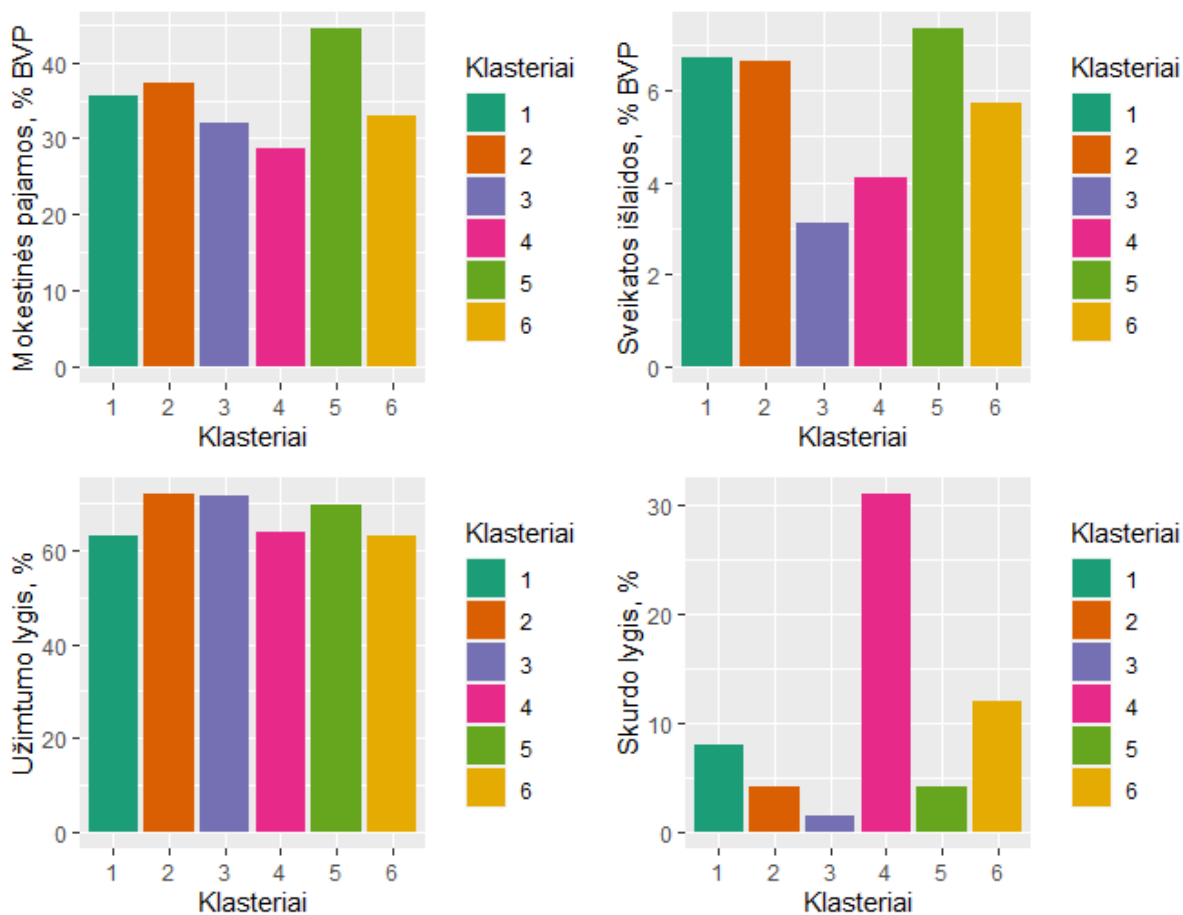 Mokestinės pajamos, % BVP
40
30
20
10
0
1 2 3 4 5 6
Klasteriai
Klasteriai
1
2
3
4
5
6
Sveikatos išlaidos, % BVP
6
4
2
0
1 2 3 4 5 6
Klasteriai
Klasteriai
1
2
3
4
5
6
Užimtumo lygis, %
60
40
20
0
1 2 3 4 5 6
Klasteriai
Klasteriai
1
2
3
4
5
6
Skurdo lygis, %
30
20
10
0
1 2 3 4 5 6
Klasteriai
Klasteriai
1
2
3
4
5
6